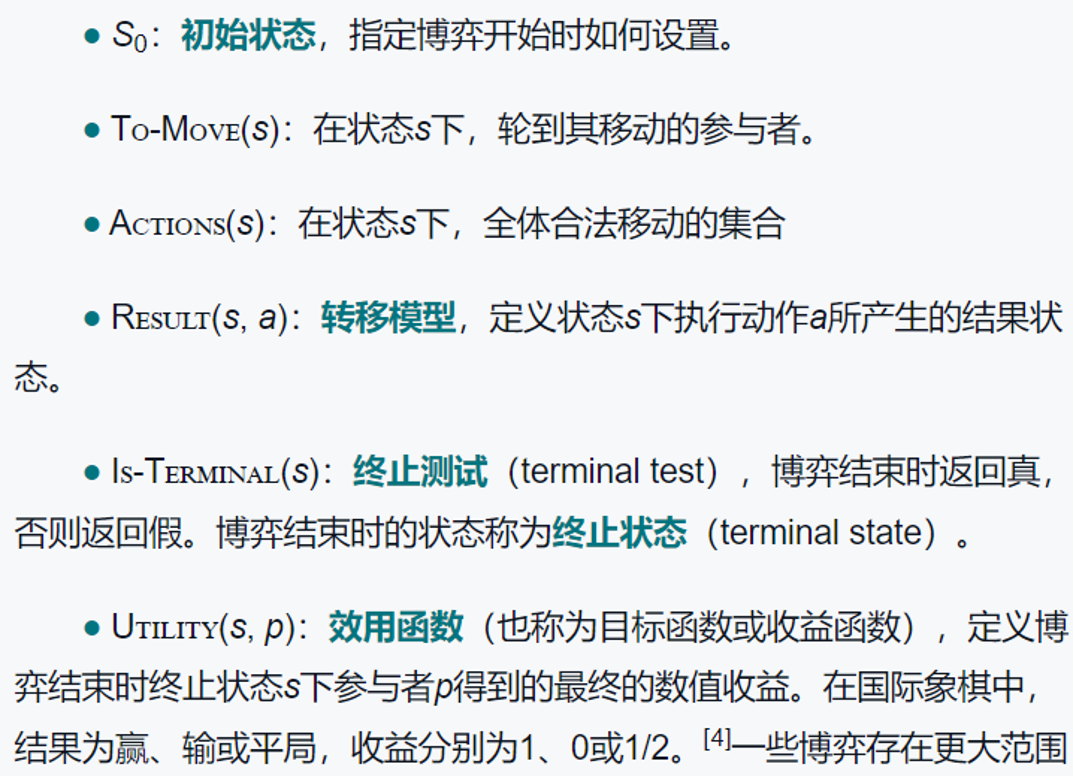 ● S0：初始状态，指定博弈开始时如何设置。
● TO-MOVE(s)：在状态s下，轮到其移动的参与者。
● ACTIONS(s)：在状态s下，全体合法移动的集合
● RESULT(s, a)：转移模型，定义状态s下执行动作a所产生的结果状
态。
● IS-TERMINAL(s)：终止测试（terminal test），博弈结束时返回真，
否则返回假。博弈结束时的状态称为终止状态（terminal state）。
● UTILITY(s, p)：效用函数（也称为目标函数或收益函数），定义博
弈结束时终止状态s下参与者p得到的最终的数值收益。在国际象棋中，
结果为赢、输或平局，收益分别为1、0或1/2。[4]一些博弈存在更大范围